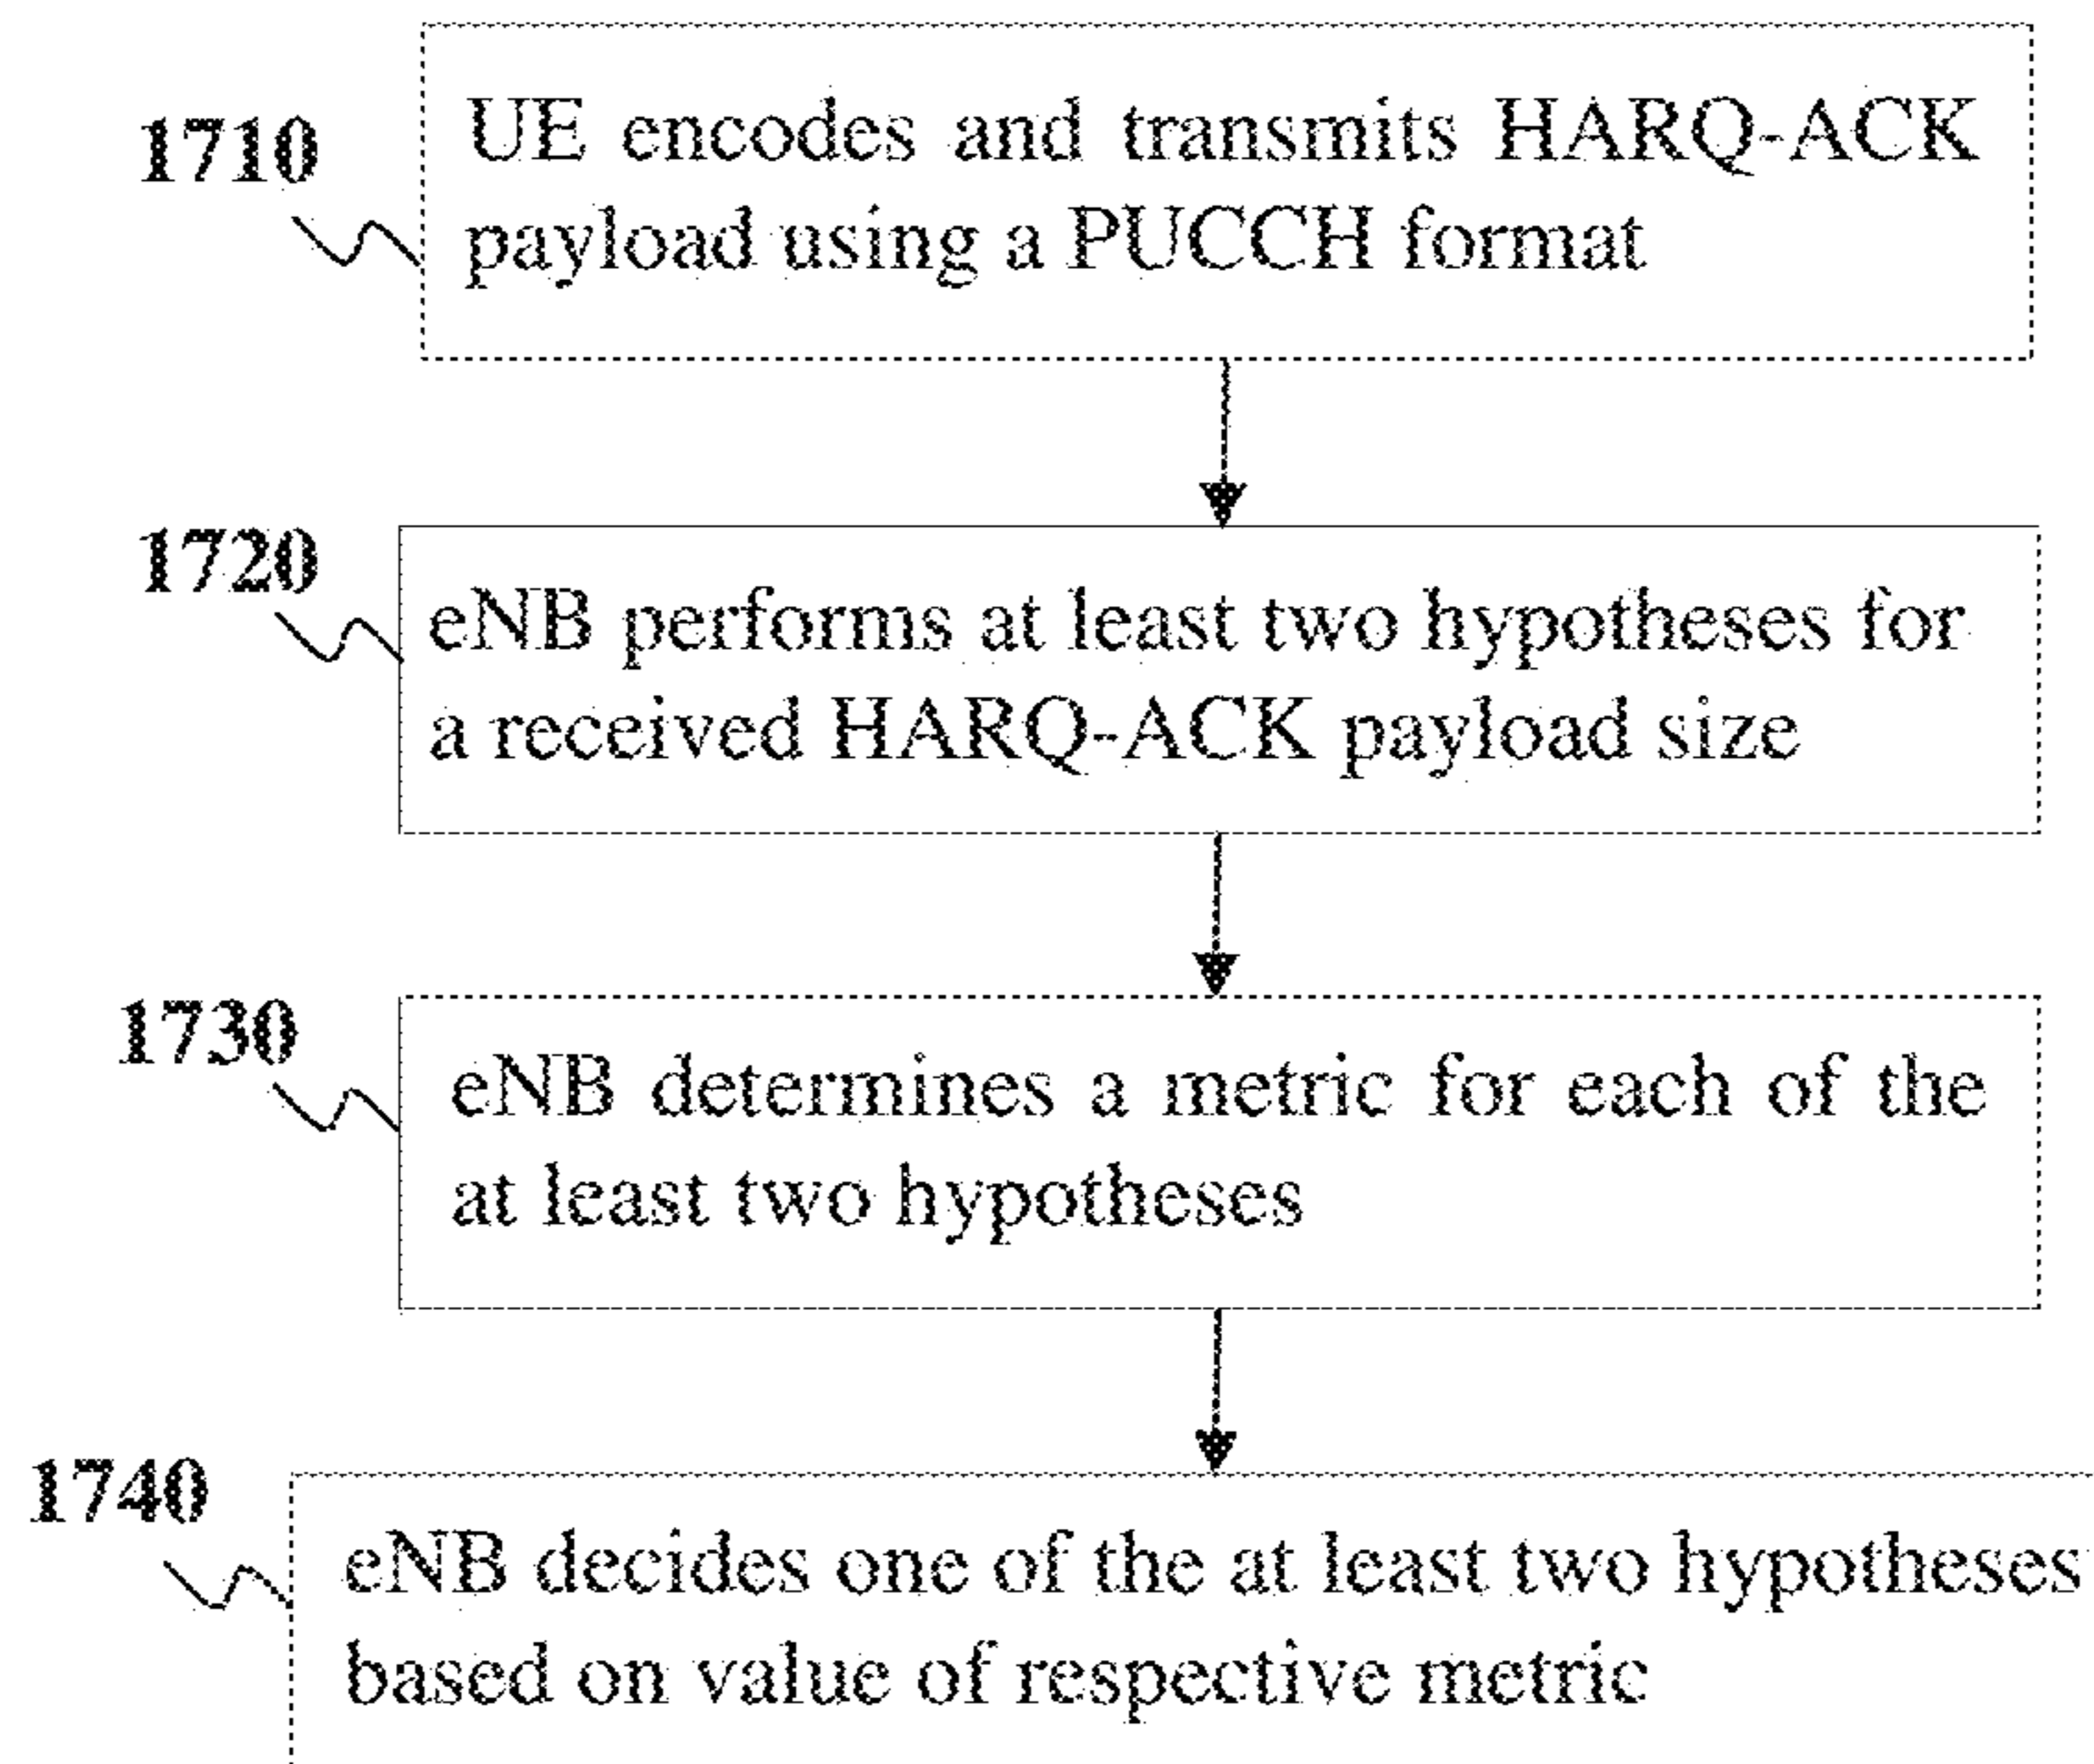 1710
UE encodes and transmits HARQ-ACK
payload using a PUCCH format
1720
eNB performs at least two hypotheses for
a received HARQ-ACK payload size
1730
eNB determines a metric for each of the
at least two hypotheses
1740
eNB decides one of the at least two hypotheses
based on value of respective metric